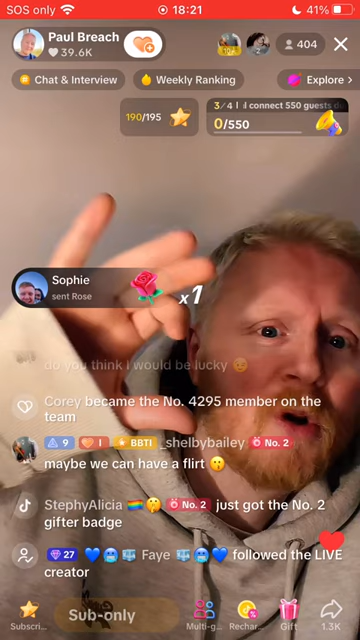 SOS only 18:21 41%
Paul Breach
39.6K
404
Chat & Interview
Weekly Ranking
Explore >
190/195
3/4
connect 550 guests
0/550
Sophie
sent Rose
x1
do you think I would be lucky
Corey became the No. 4295 member on the
team
9 1 BBTI _shelbybailey No. 2
maybe we can have a flirt
StephyAlicia 🏳️‍🌈🤫 No. 2 just got the No. 2
gifter badge
27 💙🥶 Faye 🥶💙 followed the LIVE
creator
Subscri...
Sub-only
Multi-g...
Rechar...
Gift
1.3K